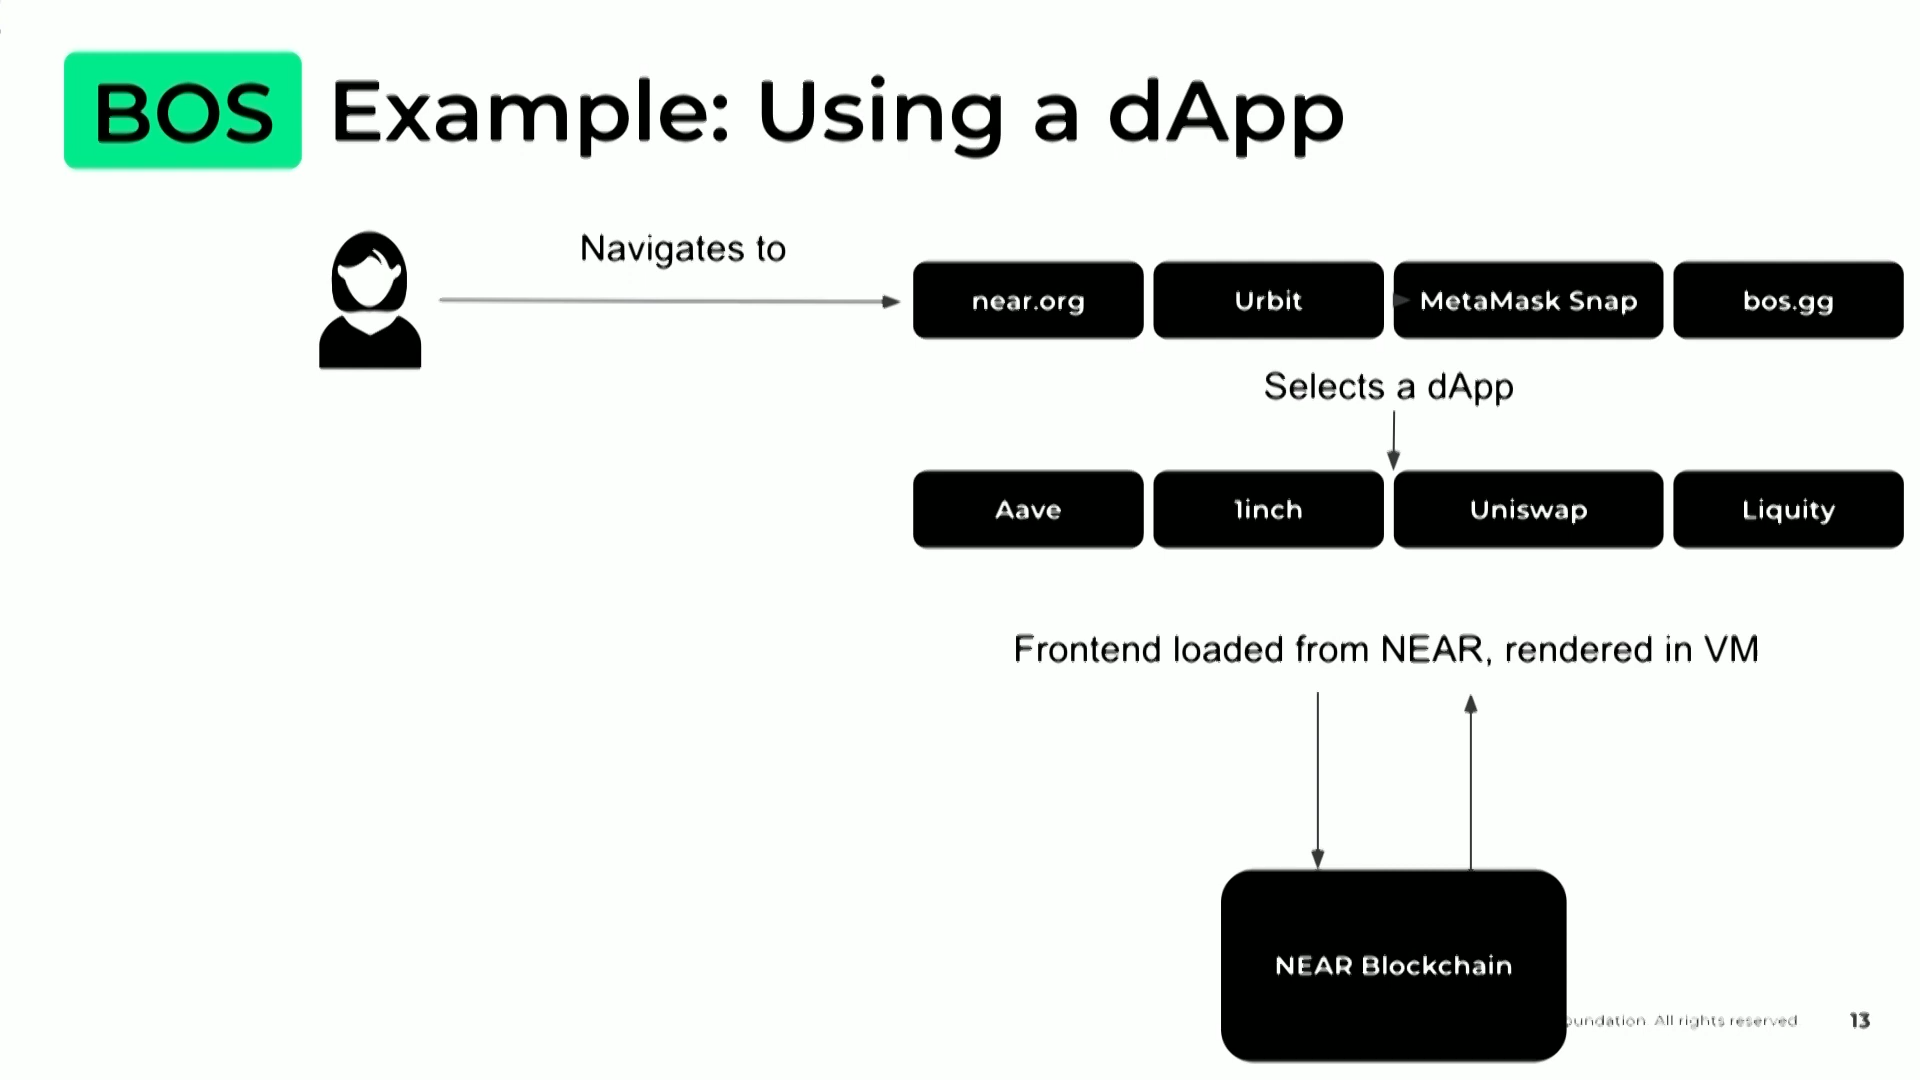 BOS Example: Using a dApp
Navigates to
near.org Urbit MetaMask Snap bos.gg
Selects a dApp
Aave 1inch Uniswap Liquity
Frontend loaded from NEAR, rendered in VM
NEAR Blockchain
All rights reserved 13